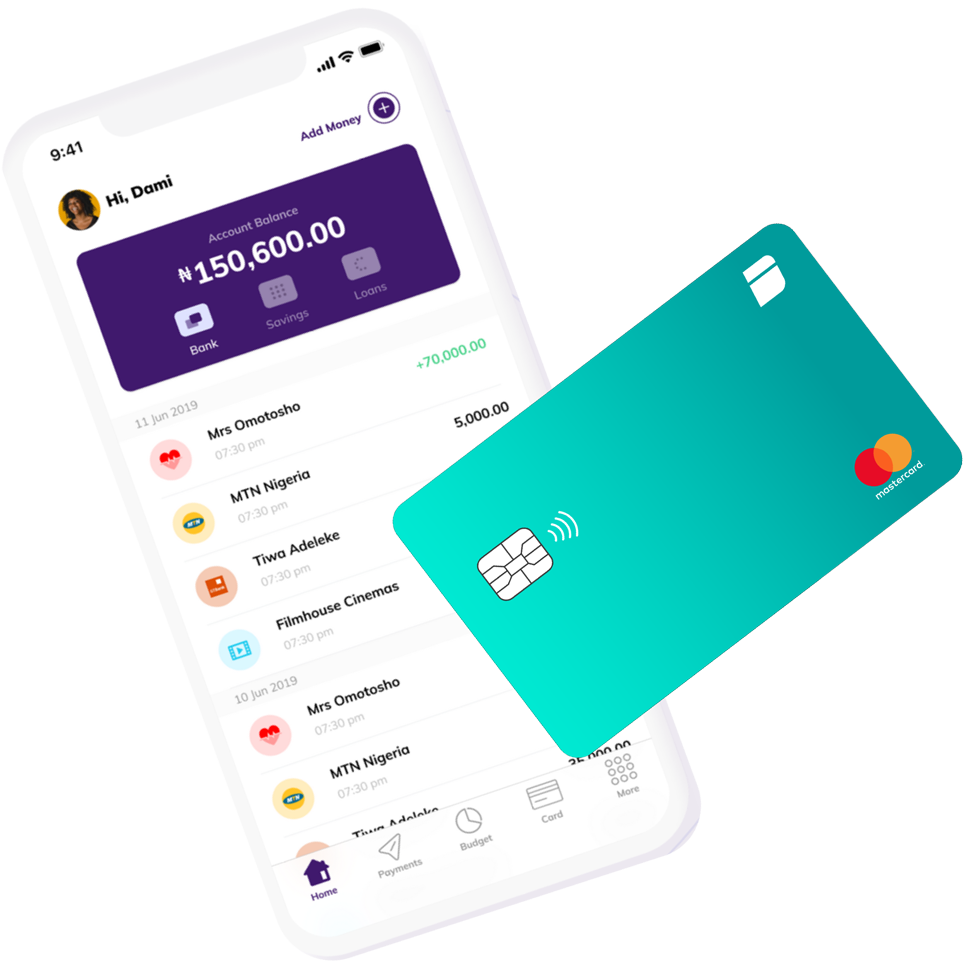 9:41
Add Money
Hi, Dami
Account Balance
₦150,600.00
Bank
Savings
Loans
11 Jun 2019
Mrs Omotosho
+70,000.00
07:30 pm
MTN Nigeria
5,000.00
07:30 pm
MTN
Tiwa Adeleke
07:30 pm
Filmhouse Cinemas
07:30 pm
10 Jun 2019
Mrs Omotosho
07:30 pm
MTN Nigeria
07:30 pm
MTN
Tiwa Adeleke
35,000.00
Home
Payments
Budget
Card
More
mastercard